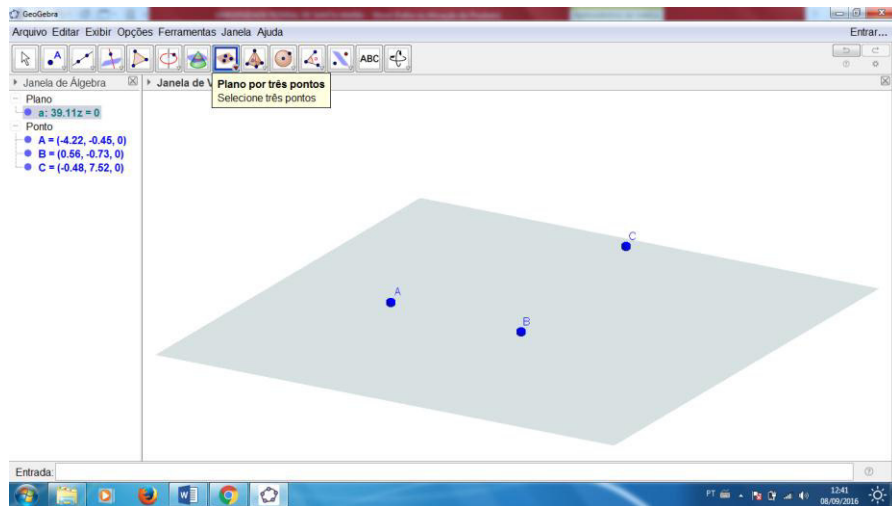 GeoGebra
Arquivo Editar Exibir Opções Ferramentas Janela Ajuda
Entrar...
ABC
Janela de Álgebra
Janela de V
Plano por três pontos
Selecione três pontos
Plano
a: 39.11z = 0
Ponto
A = (-4.22, -0.45, 0)
B = (0.56, -0.73, 0)
C = (-0.48, 7.52, 0)
C
A
B
Entrada:
PT
12:41
08/09/2016